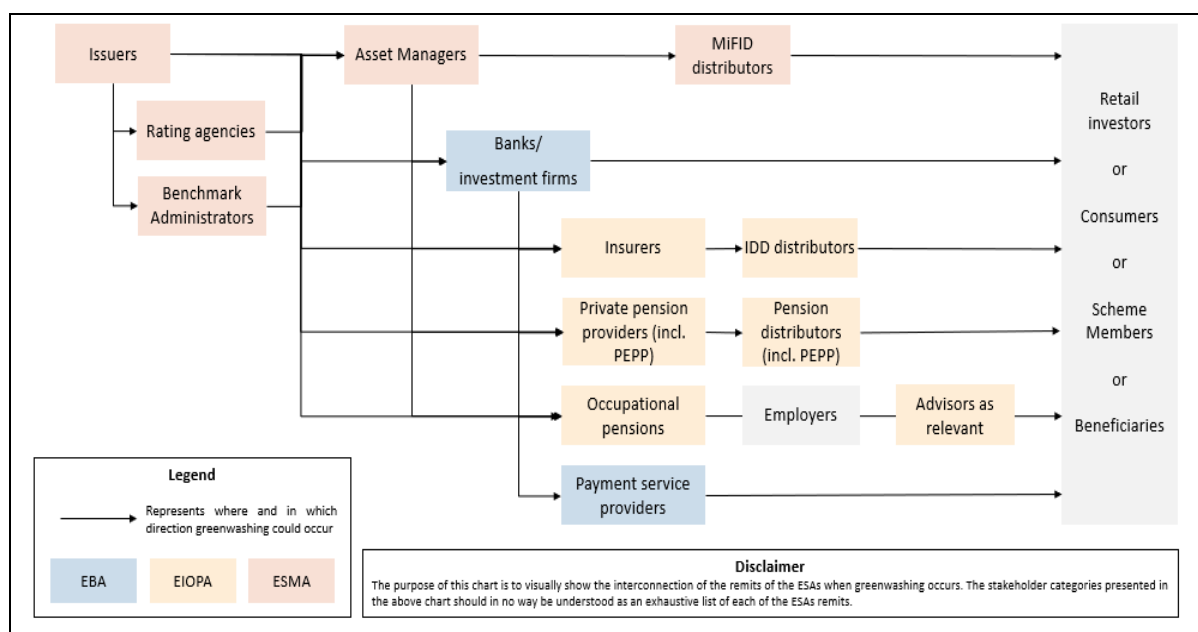 Issuers
Asset Managers
MiFID
distributors
Rating agencies
Benchmark
Administrators
Banks/
investment firms
Insurers
IDD distributors
Private pension
providers (incl.
PEPP)
Pension
distributors
(incl. PEPP)
Occupational
pensions
Employers
Advisors as
relevant
Payment service
providers
Retail
investors
or
Consumers
or
Scheme
Members
or
Beneficiaries
Legend
Represents where and in which
direction greenwashing could occur
EBA
EIOPA
ESMA
Disclaimer
The purpose of this chart is to visually show the interconnection of the remits of the ESAs when greenwashing occurs. The stakeholder categories presented in
the above chart should in no way be understood as an exhaustive list of each of the ESAs remits.